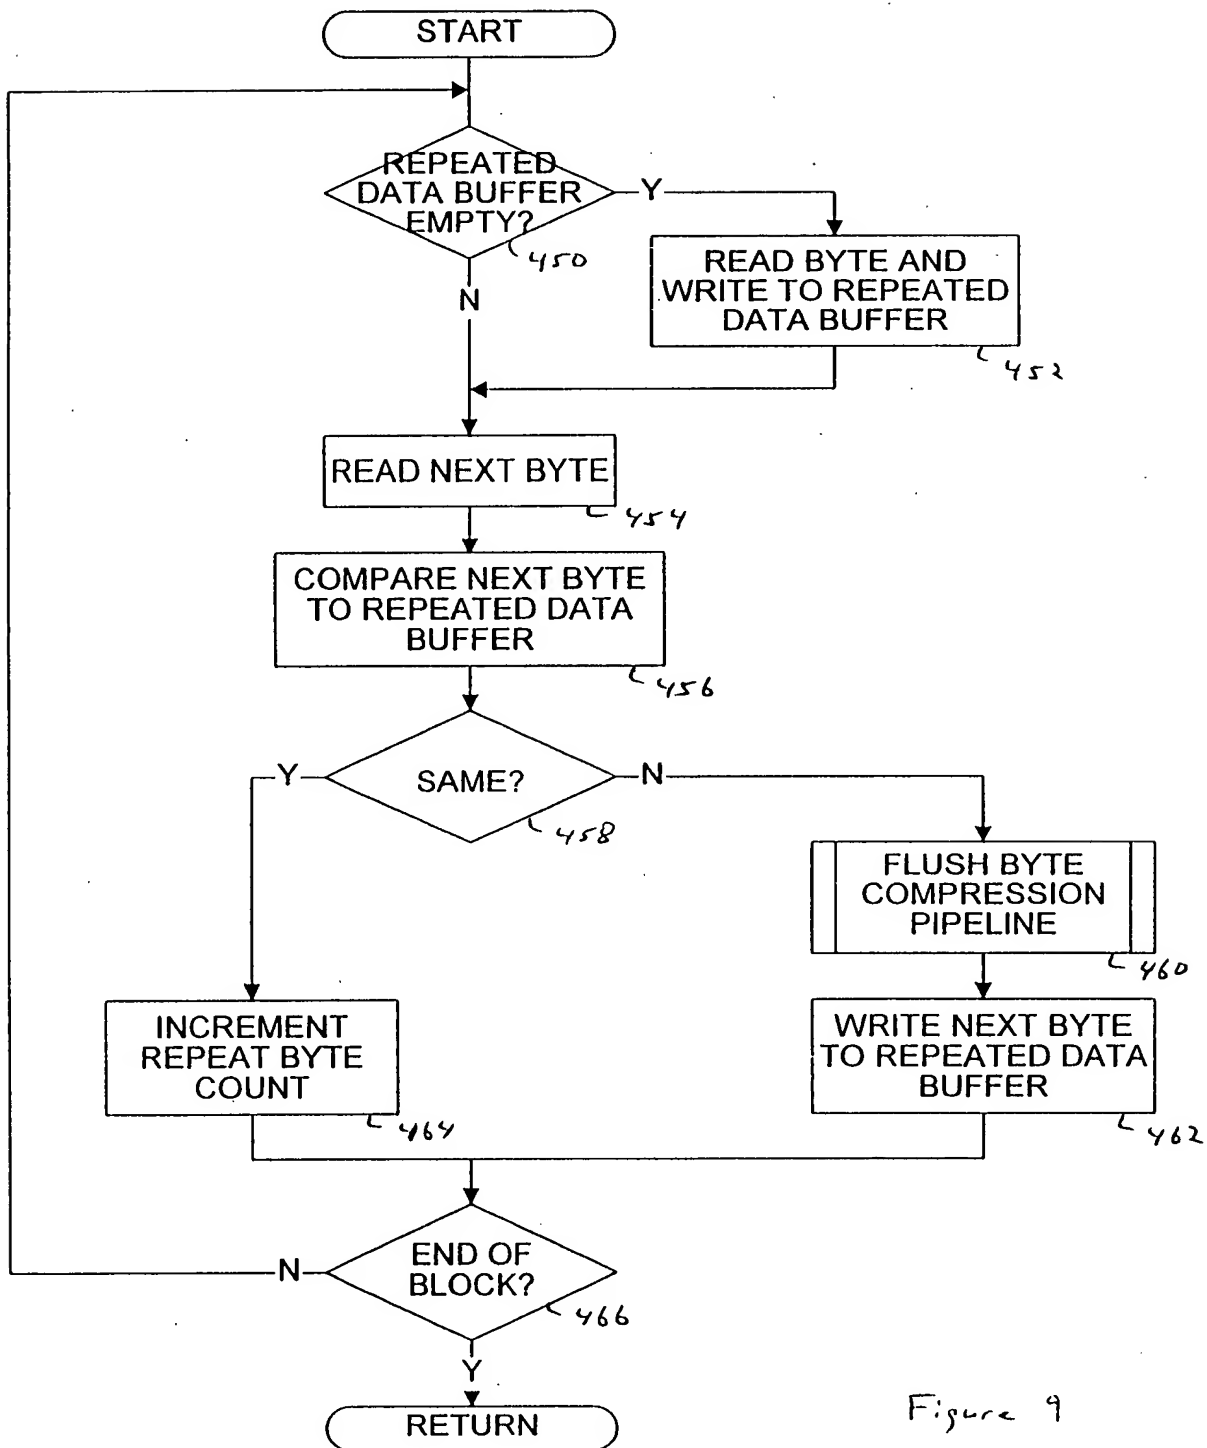 START
REPEATED
DATA BUFFER
EMPTY?
Y
450
N
READ BYTE AND
WRITE TO REPEATED
DATA BUFFER
452
READ NEXT BYTE
454
COMPARE NEXT BYTE
TO REPEATED DATA
BUFFER
456
Y
SAME?
N
458
FLUSH BYTE
COMPRESSION
PIPELINE
460
INCREMENT
REPEAT BYTE
COUNT
464
WRITE NEXT BYTE
TO REPEATED DATA
BUFFER
462
N
END OF
BLOCK?
466
Y
RETURN
Figure 9